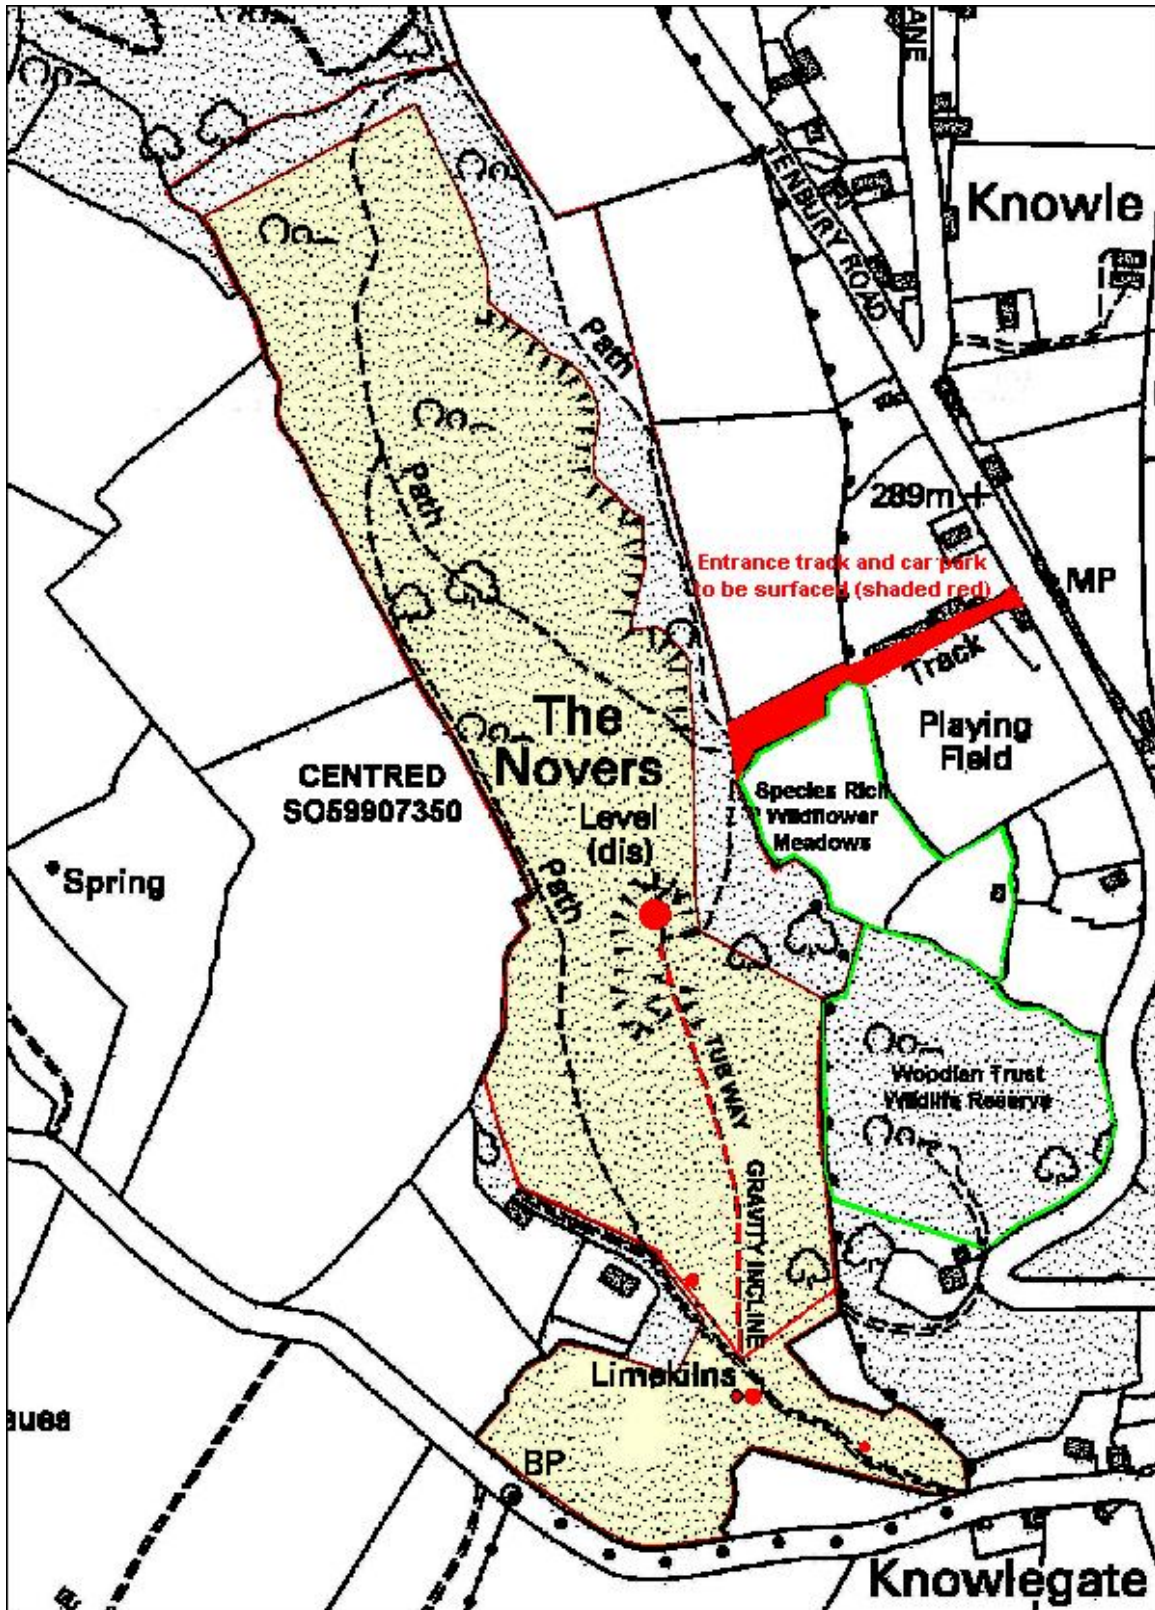 LANE
TENBURY ROAD
Knowle
Path
Path
289m
Entrance track and car park
to be surfaced (shaded red)
MP
Track
The
Novers
Playing
Field
CENTRED
SO59907350
Species Rich
Wildflower
Meadows
Level
(dis)
Spring
Path
TUBWAY
Woodlan Trust
Wildlife Reserve
GRAVITY INCLINE
Limekilns
BP
Knowlegate